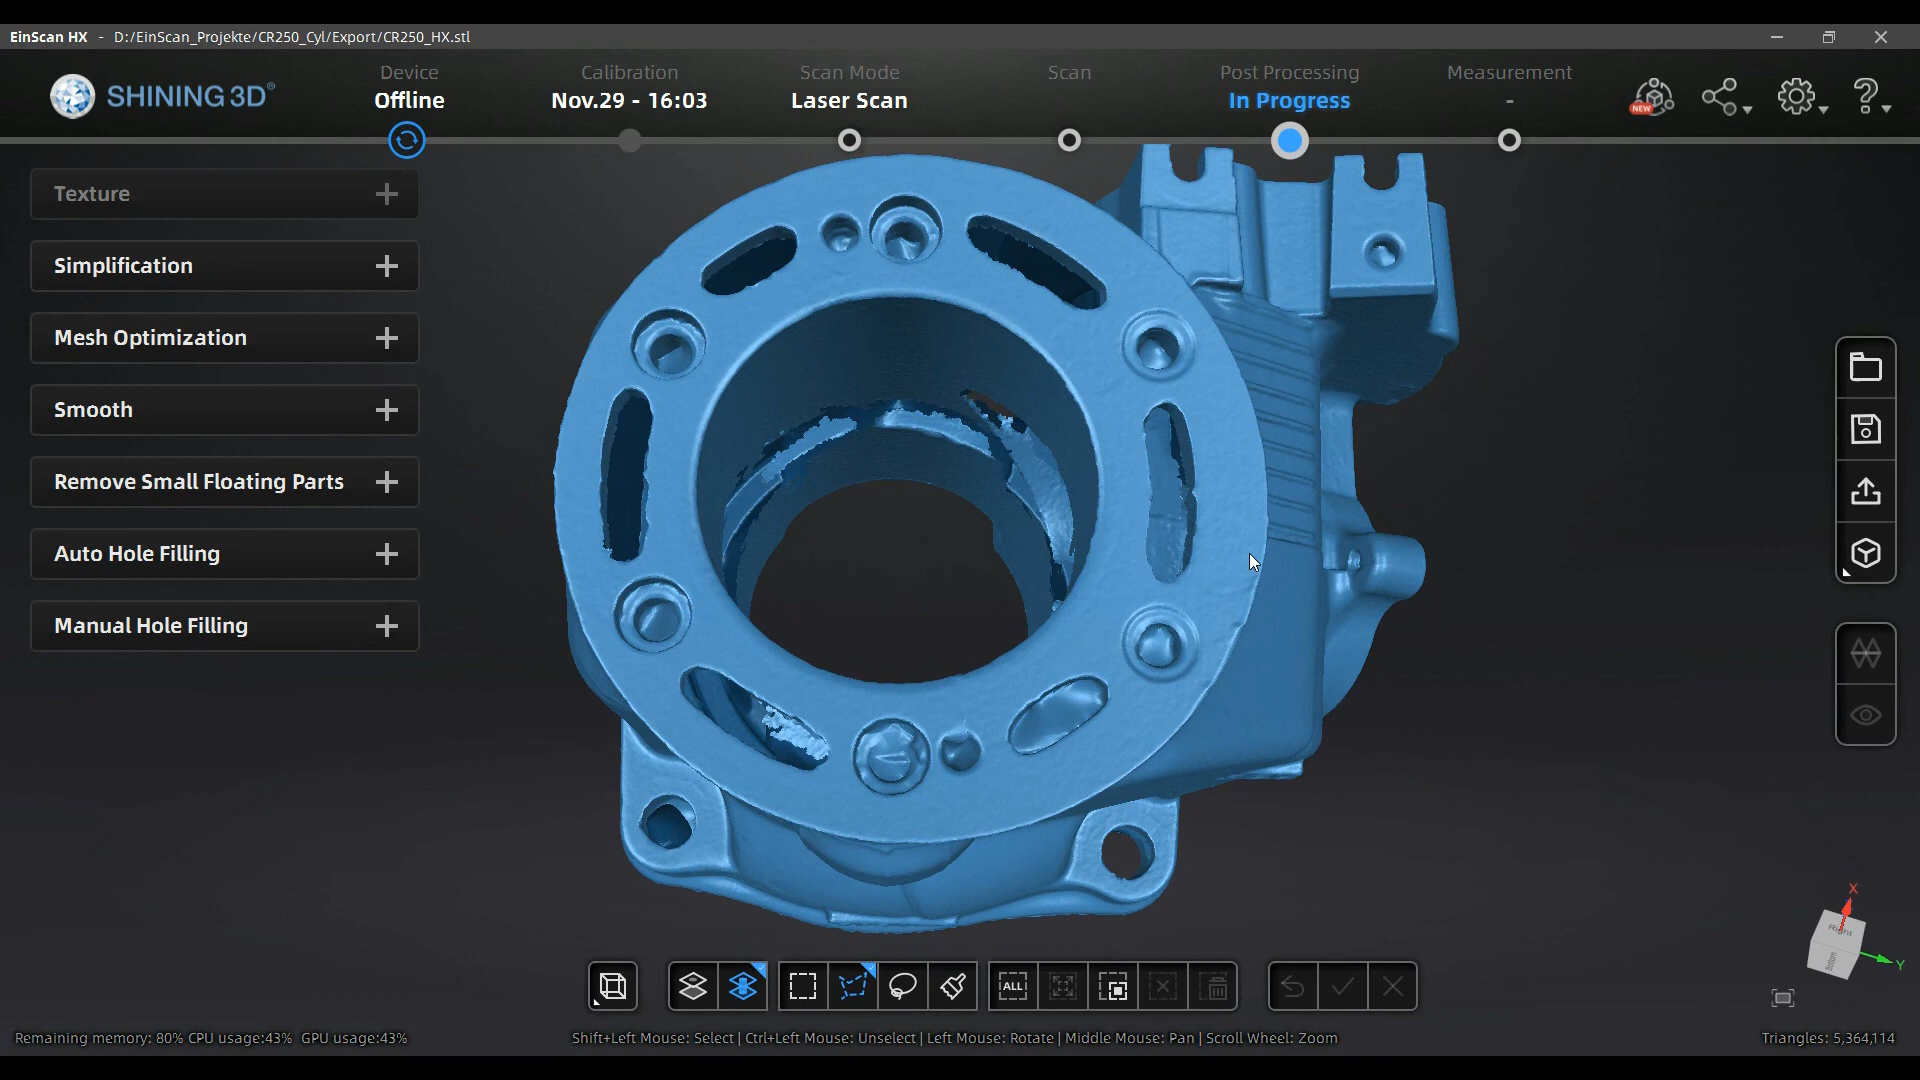 EinScan HX - D:/EinScan_Projekte/CR250_Cyl/Export/CR250_HX.stl
SHINING 3D®
Device
Offline
Calibration
Nov.29 - 16:03
Scan Mode
Laser Scan
Scan
Post Processing
In Progress
Measurement
-
NEW
Texture
Simplification
Mesh Optimization
Smooth
Remove Small Floating Parts
Auto Hole Filling
Manual Hole Filling
X
Right
Bottom
Y
ALL
Remaining memory: 80% CPU usage:43% GPU usage:43%
Shift+Left Mouse: Select | Ctrl+Left Mouse: Unselect | Left Mouse: Rotate | Middle Mouse: Pan | Scroll Wheel: Zoom
Triangles: 5,364,114